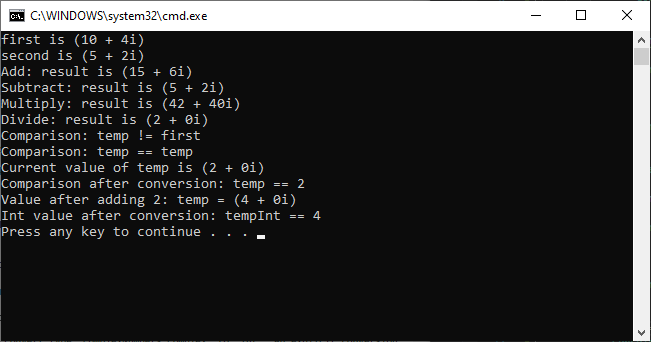 C:\WINDOWS\system32\cmd.exe
first is (10 + 4i)
second is (5 + 2i)
Add: result is (15 + 6i)
Subtract: result is (5 + 2i)
Multiply: result is (42 + 40i)
Divide: result is (2 + 0i)
Comparison: temp != first
Comparison: temp == temp
Current value of temp is (2 + 0i)
Comparison after conversion: temp == 2
Value after adding 2: temp = (4 + 0i)
Int value after conversion: tempInt == 4
Press any key to continue . . .